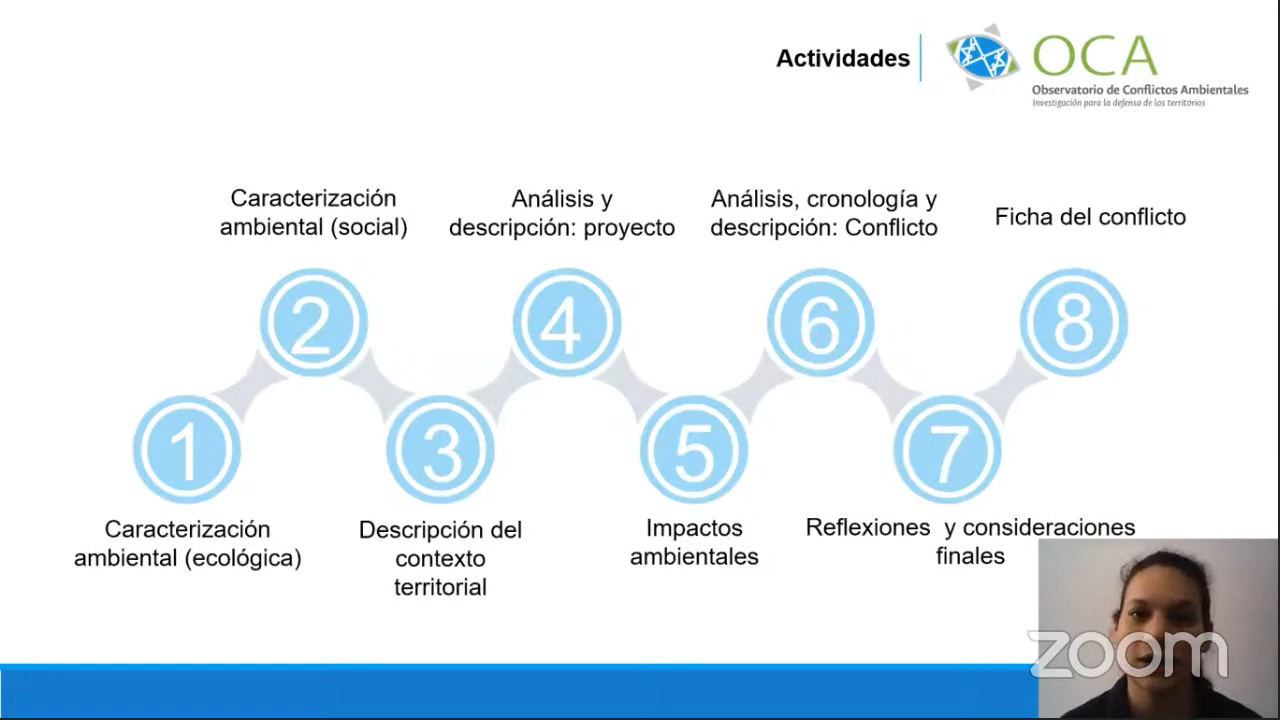 Actividades
OCA
Observatorio de Conflictos Ambientales
Investigación para la defensa de los territorios
Caracterización
ambiental (social)
Análisis y
descripción: proyecto
Análisis, cronología y
descripción: Conflicto
Ficha del conflicto
2
4
6
8
1
3
5
7
Caracterización
ambiental (ecológica)
Descripción del
contexto
territorial
Impactos
ambientales
Reflexiones y consideraciones
finales
zoom